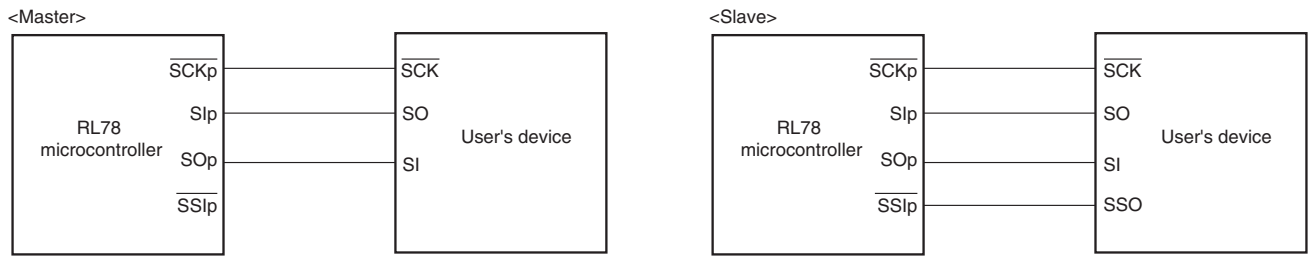 <Master>
SCKp
SIp
SOp
SSIp
RL78
microcontroller
SCK
SO
SI
User's device
<Slave>
SCKp
SIp
SOp
SSIp
RL78
microcontroller
SCK
SO
SI
SSO
User's device